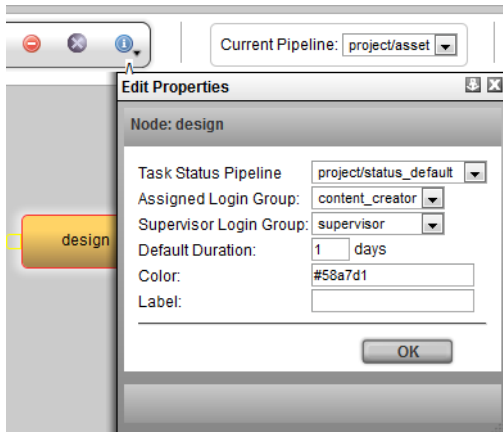 Current Pipeline: project/asset
Edit Properties
Node: design
Task Status Pipeline project/status_default
Assigned Login Group: content_creator
Supervisor Login Group: supervisor
design
Default Duration: 1 days
Color: #58a7d1
Label:
OK